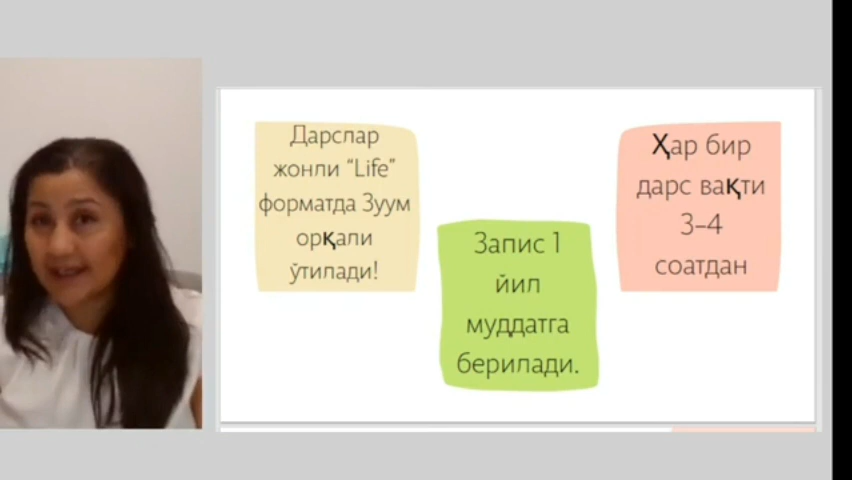 Дарслар
жонли “Life”
форматда Зуум
орқали
ўтилади!
Запис 1
йил
муддатга
берилади.
Ҳар бир
дарс вақти
3–4
соатдан